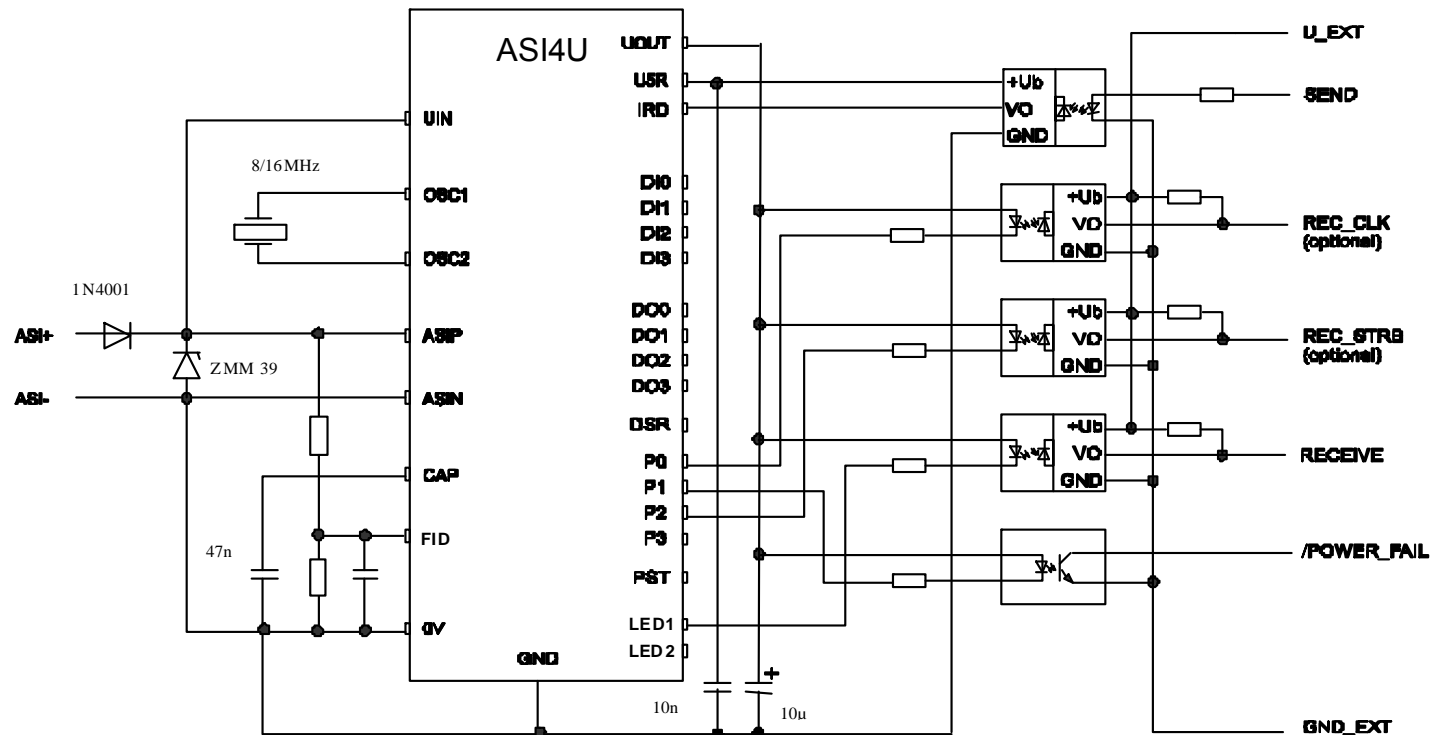 ASI4U
UOUT
U5R
IRD
UIN
8/16MHz
OSC1
OSC2
DI0
DI1
DI2
DI3
DO0
DO1
DO2
DO3
DSR
P0
P1
P2
P3
PST
LED1
LED2
1N4001
ASI+
ASIP
ZMM 39
ASI-
ASIN
CAP
FID
47n
0V
GND
10n
+
10µ
+Ub
VO
GND
+Ub
VO
GND
+Ub
VO
GND
+Ub
VO
GND
U_EXT
SEND
REC_CLK
(optional)
REC_STRB
(optional)
RECEIVE
/POWER_FAIL
GND_EXT